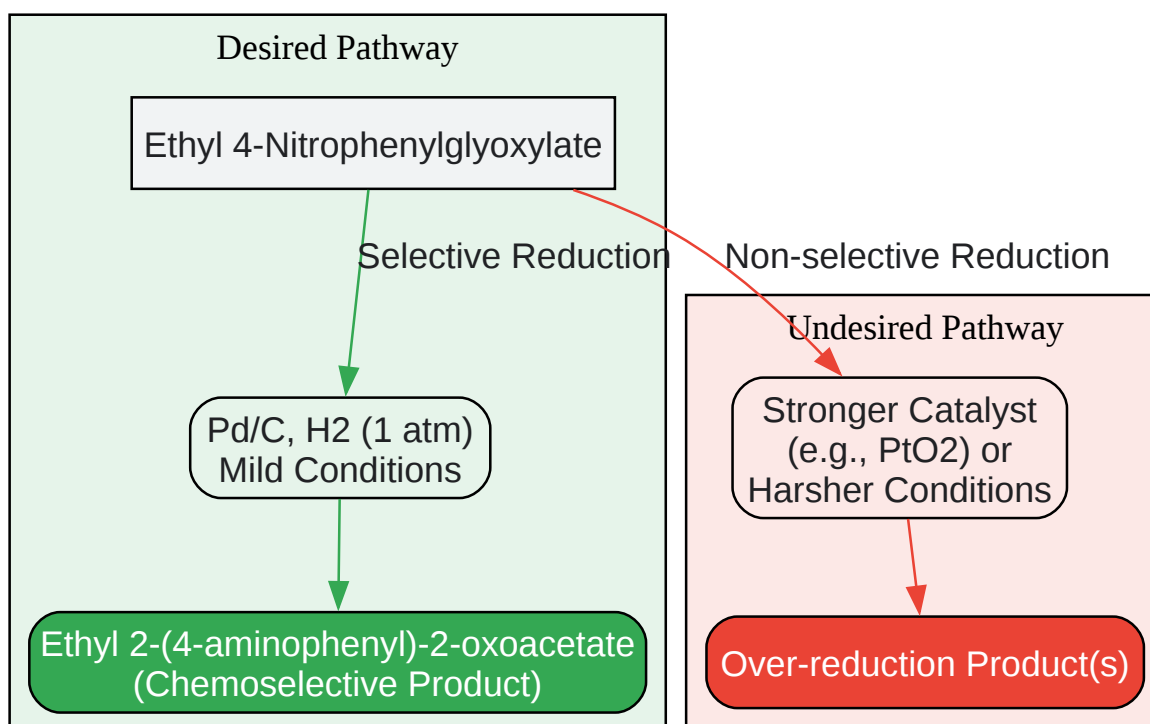 Desired Pathway
Ethyl 4-Nitrophenylglyoxylate
Selective Reduction
Non-selective Reduction
Undesired Pathway
Pd/C, H2 (1 atm)
Mild Conditions
Stronger Catalyst
(e.g., PtO2) or
Harsher Conditions
Ethyl 2-(4-aminophenyl)-2-oxoacetate
(Chemoselective Product)
Over-reduction Product(s)